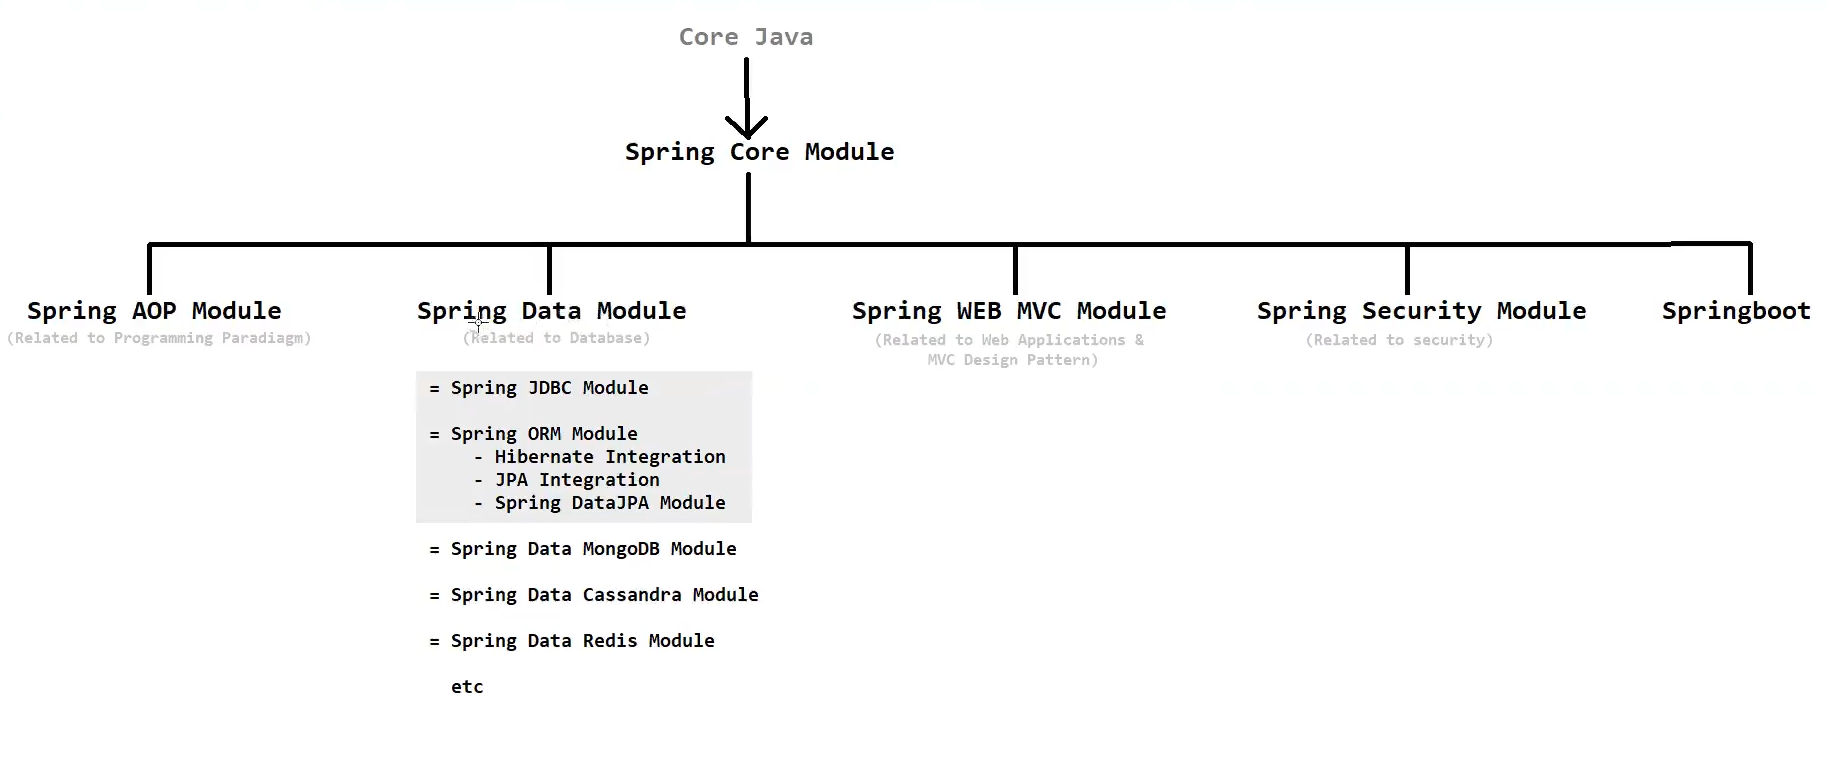 Core Java
Spring Core Module
Spring AOP Module
(Related to Programming Paradiagm)
Spring Data Module
(Related to Database)
= Spring JDBC Module
= Spring ORM Module
- Hibernate Integration
- JPA Integration
- Spring DataJPA Module
= Spring Data MongoDB Module
= Spring Data Cassandra Module
= Spring Data Redis Module
etc
Spring WEB MVC Module
(Related to Web Applications &
MVC Design Pattern)
Spring Security Module
(Related to security)
Springboot